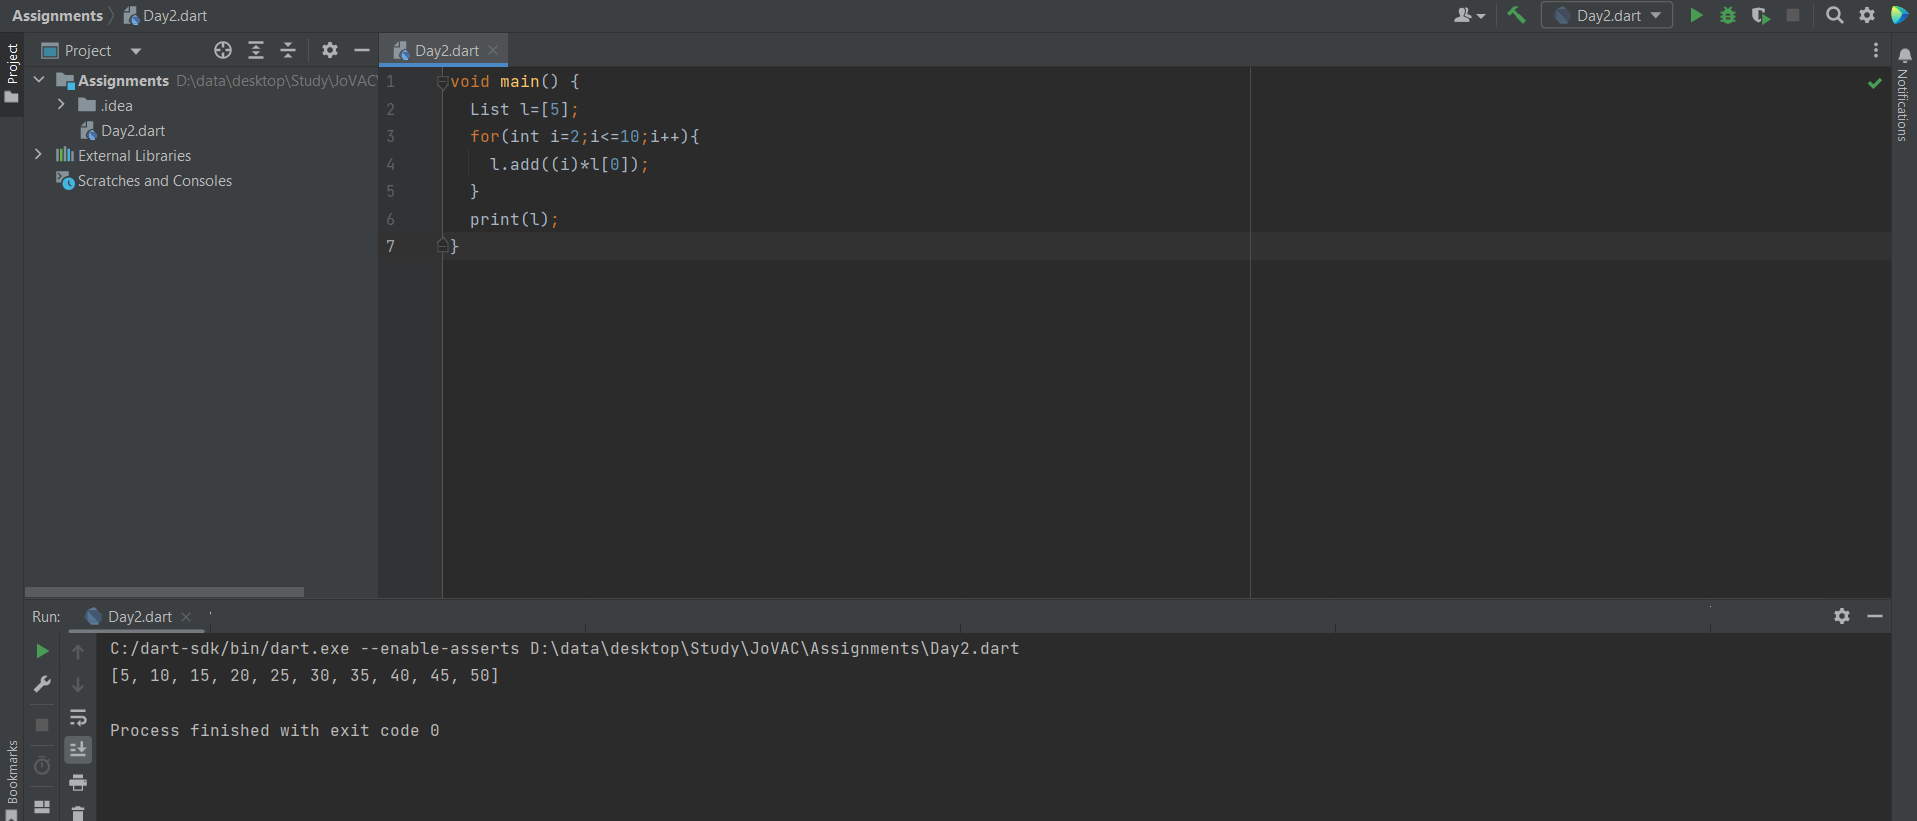 Assignments Day2.dart
Day2.dart
Project
Project
Day2.dart
Assignments D:\data\desktop\Study\JoVAC
.idea
Day2.dart
External Libraries
Scratches and Consoles
1 void main() {
2 List l=[5];
3 for(int i=2;i<=10;i++){
4 l.add((i)*l[0]);
5 }
6 print(l);
7 }
Notifications
Run: Day2.dart
C:/dart-sdk/bin/dart.exe --enable-asserts D:\data\desktop\Study\JoVAC\Assignments\Day2.dart
[5, 10, 15, 20, 25, 30, 35, 40, 45, 50]
Process finished with exit code 0
Bookmarks